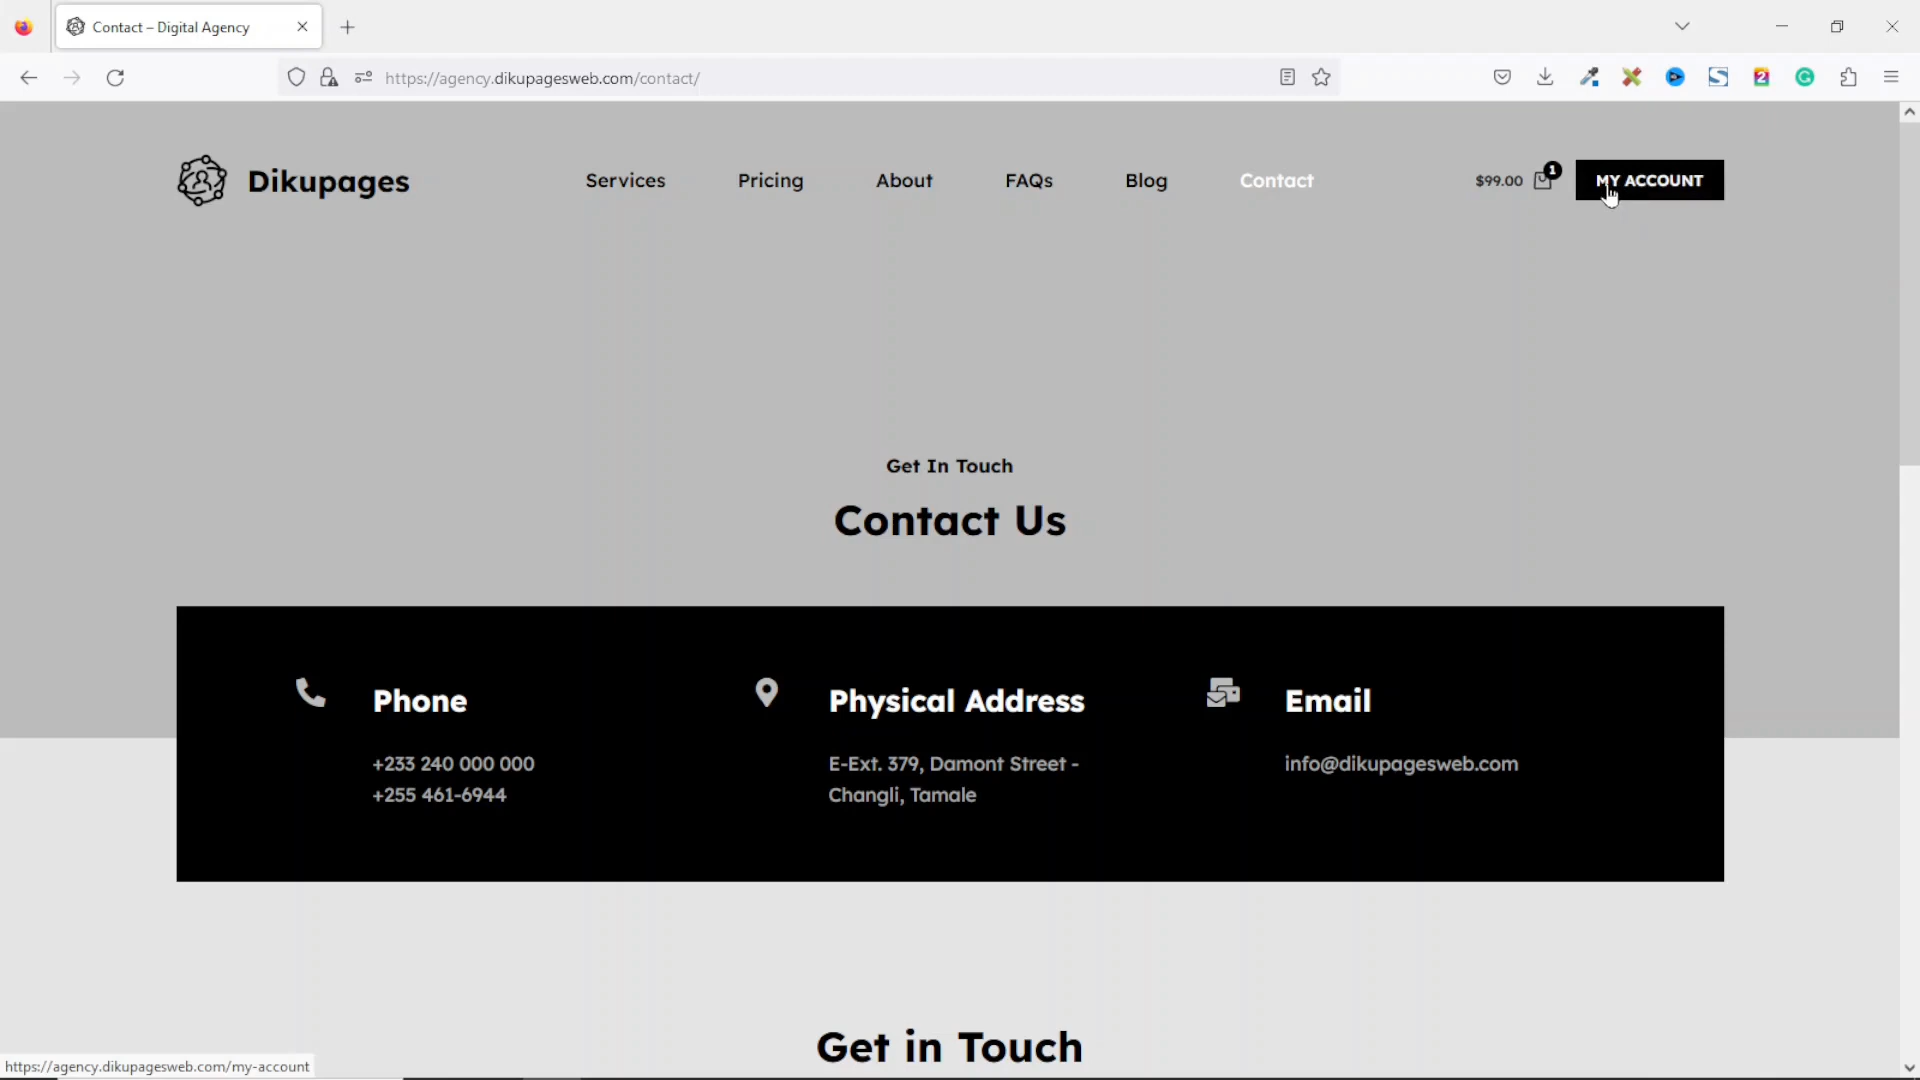 Contact – Digital Agency
https://agency.dikupagesweb.com/contact/
Dikupages
Services
Pricing
About
FAQs
Blog
Contact
$99.00
1
MY ACCOUNT
Get In Touch
Contact Us
Phone
+233 240 000 000
+255 461-6944
Physical Address
E-Ext. 379, Damont Street -
Changli, Tamale
Email
info@dikupagesweb.com
Get in Touch
https://agency.dikupagesweb.com/my-account